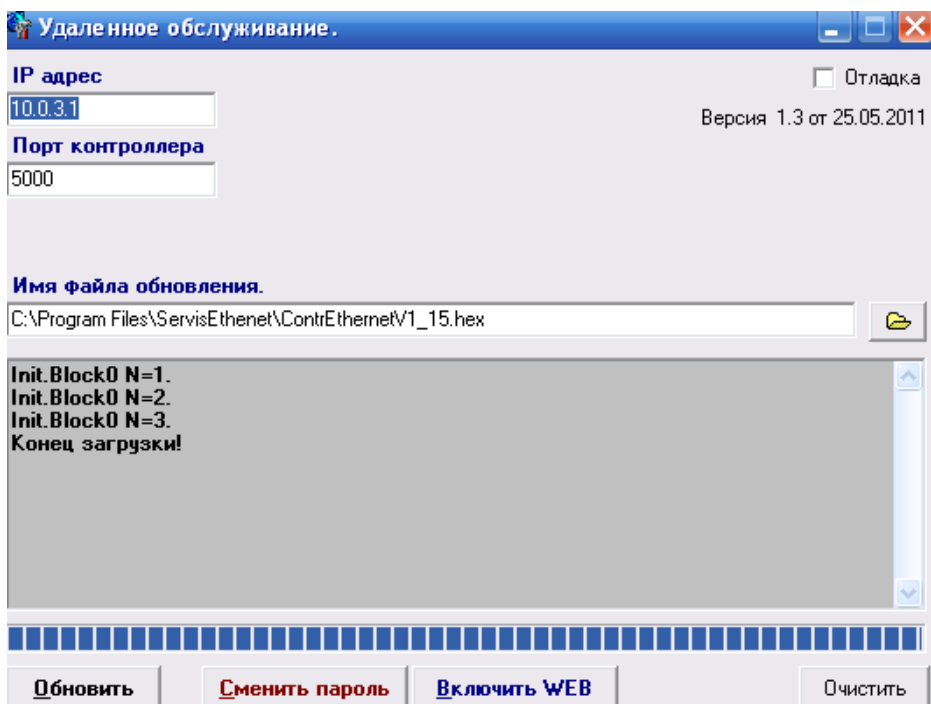 Удаленное обслуживание.
IP адрес
Отладка
10.0.3.1
Версия 1.3 от 25.05.2011
Порт контроллера
5000
Имя файла обновления.
C:\Program Files\ServisEthenet\ContrEthernetV1_15.hex
Init.Block0 N=1.
Init.Block0 N=2.
Init.Block0 N=3.
Конец загрузки!
Обновить Сменить пароль Включить WEB Очистить